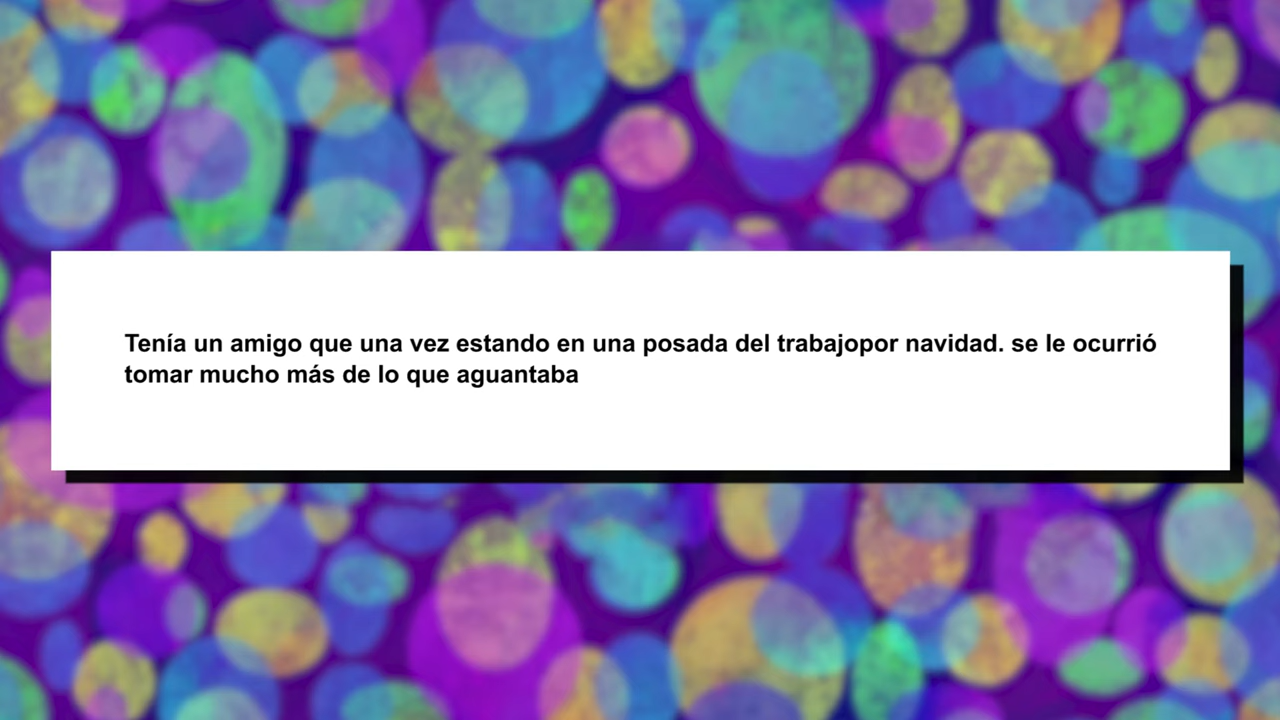 Tenía un amigo que una vez estando en una posada del trabajopor navidad. se le ocurrió
tomar mucho más de lo que aguantaba